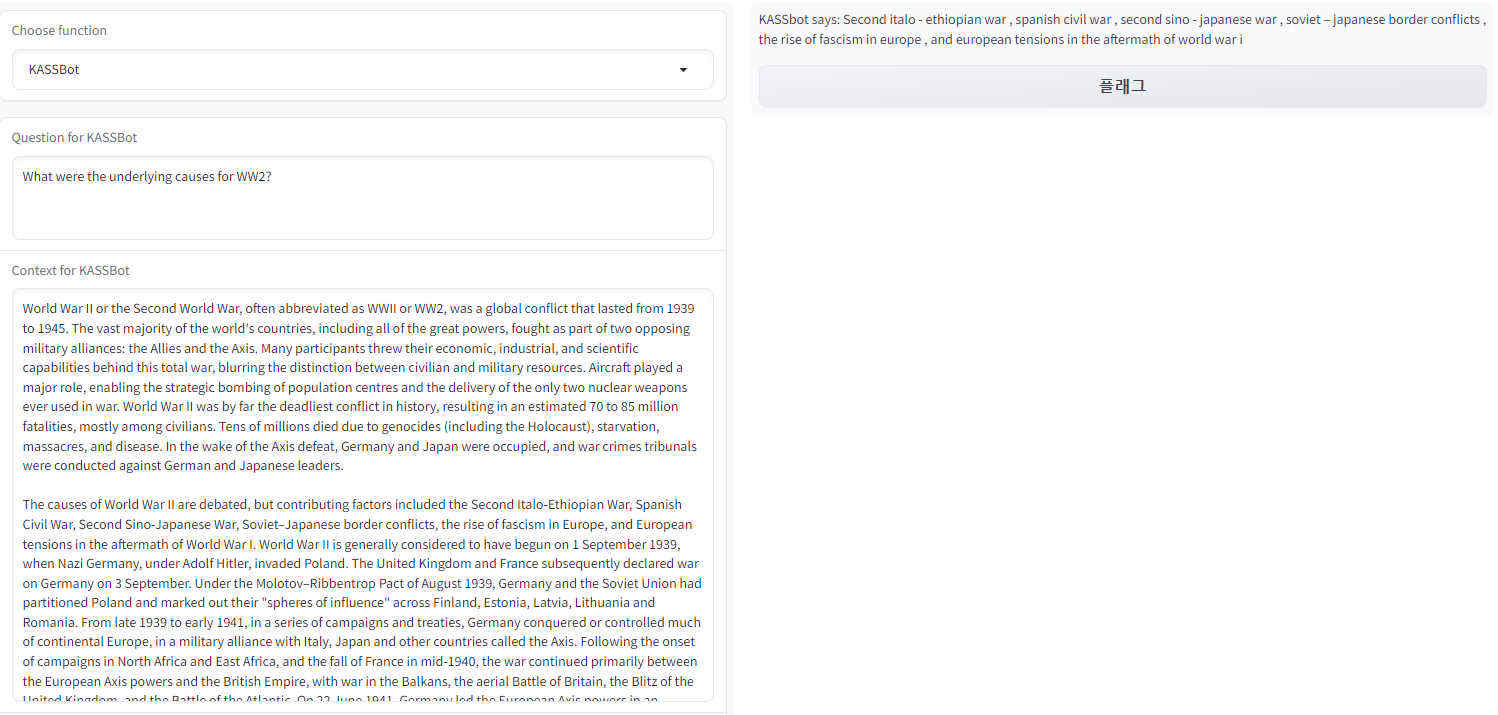 Choose function
KASSBot
Question for KASSBot
What were the underlying causes for WW2?
Context for KASSBot
World War II or the Second World War, often abbreviated as WWII or WW2, was a global conflict that lasted from 1939
to 1945. The vast majority of the world's countries, including all of the great powers, fought as part of two opposing
military alliances: the Allies and the Axis. Many participants threw their economic, industrial, and scientific
capabilities behind this total war, blurring the distinction between civilian and military resources. Aircraft played a
major role, enabling the strategic bombing of population centres and the delivery of the only two nuclear weapons
ever used in war. World War II was by far the deadliest conflict in history, resulting in an estimated 70 to 85 million
fatalities, mostly among civilians. Tens of millions died due to genocides (including the Holocaust), starvation,
massacres, and disease. In the wake of the Axis defeat, Germany and Japan were occupied, and war crimes tribunals
were conducted against German and Japanese leaders.
The causes of World War II are debated, but contributing factors included the Second Italo-Ethiopian War, Spanish
Civil War, Second Sino-Japanese War, Soviet–Japanese border conflicts, the rise of fascism in Europe, and European
tensions in the aftermath of World War I. World War II is generally considered to have begun on 1 September 1939,
when Nazi Germany, under Adolf Hitler, invaded Poland. The United Kingdom and France subsequently declared war
on Germany on 3 September. Under the Molotov–Ribbentrop Pact of August 1939, Germany and the Soviet Union had
partitioned Poland and marked out their "spheres of influence" across Finland, Estonia, Latvia, Lithuania and
Romania. From late 1939 to early 1941, in a series of campaigns and treaties, Germany conquered or controlled much
of continental Europe, in a military alliance with Italy, Japan and other countries called the Axis. Following the onset
of campaigns in North Africa and East Africa, and the fall of France in mid-1940, the war continued primarily between
the European Axis powers and the British Empire, with war in the Balkans, the aerial Battle of Britain, the Blitz of the
United Kingdom, and the Battle of the Atlantic. On 22 June 1941, Germany led the European Axis powers in an
KASSbot says: Second italo - ethiopian war , spanish civil war , second sino - japanese war , soviet – japanese border conflicts ,
the rise of fascism in europe , and european tensions in the aftermath of world war i
플래그